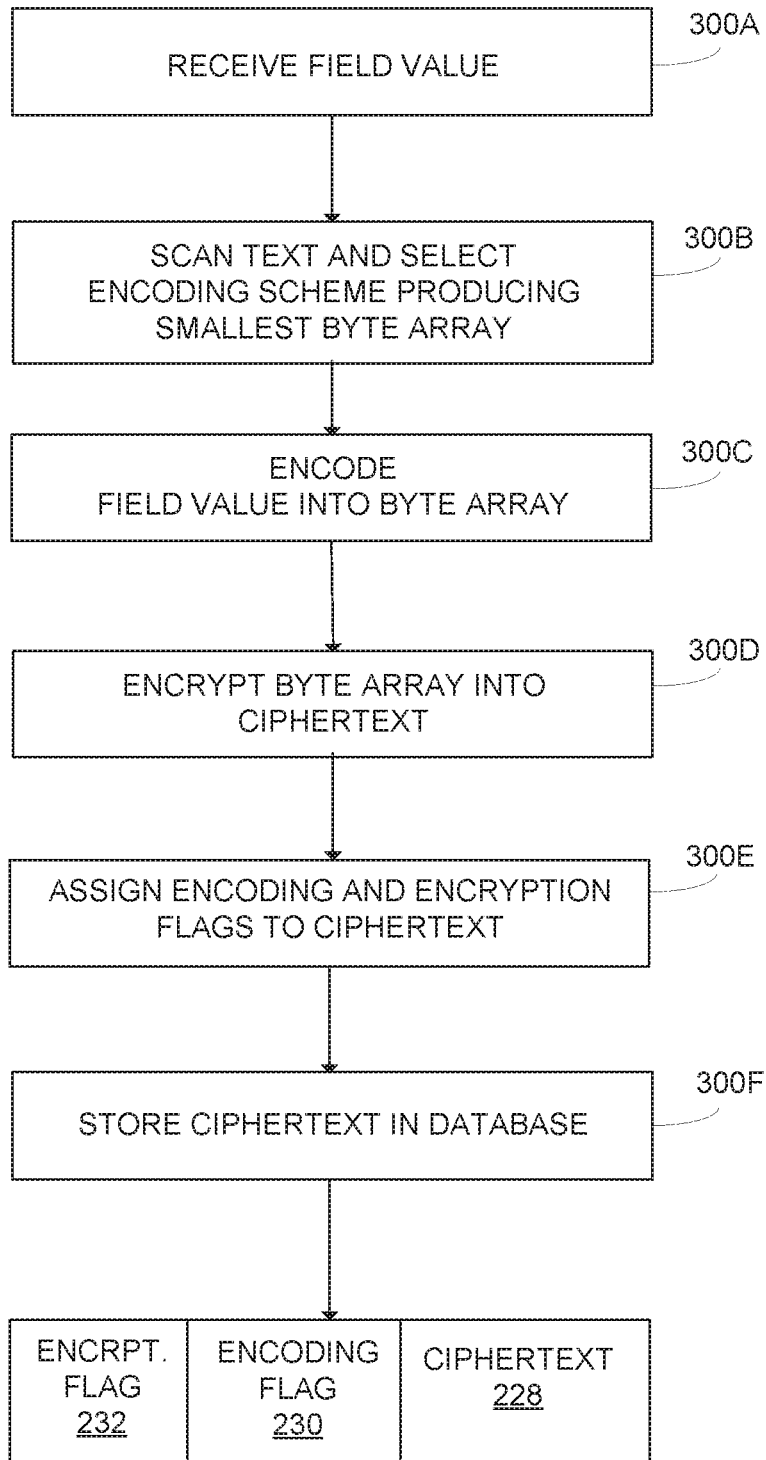 300A
RECEIVE FIELD VALUE
300B
SCAN TEXT AND SELECT
ENCODING SCHEME PRODUCING
SMALLEST BYTE ARRAY
300C
ENCODE
FIELD VALUE INTO BYTE ARRAY
300D
ENCRYPT BYTE ARRAY INTO
CIPHERTEXT
300E
ASSIGN ENCODING AND ENCRYPTION
FLAGS TO CIPHERTEXT
300F
STORE CIPHERTEXT IN DATABASE
ENCRPT.
FLAG
232
ENCODING
FLAG
230
CIPHERTEXT
228